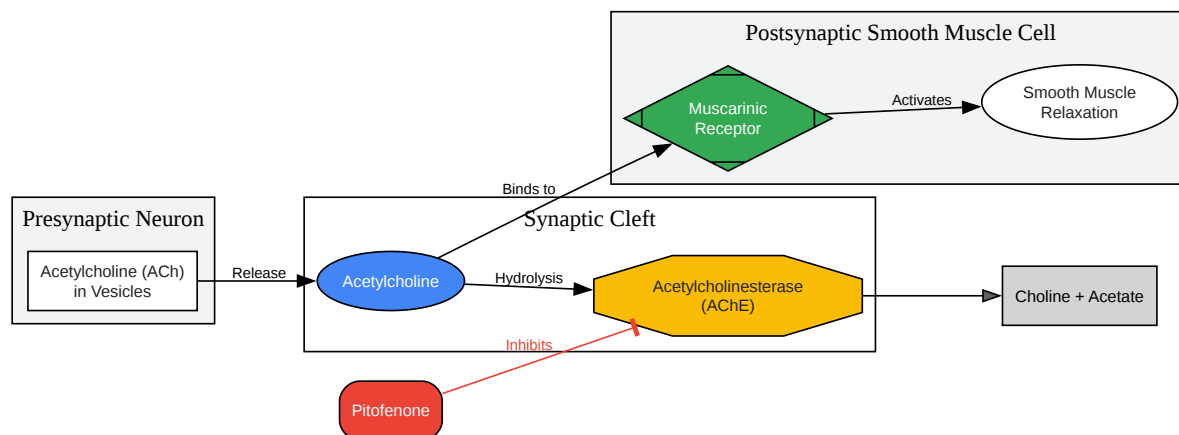 Postsynaptic Smooth Muscle Cell
Muscarinic
Receptor
Activates
Smooth Muscle
Relaxation
Binds to
Presynaptic Neuron
Acetylcholine (ACh)
in Vesicles
Release
Synaptic Cleft
Acetylcholine
Hydrolysis
Acetylcholinesterase
(AChE)
Choline + Acetate
Inhibits
Pitofenone